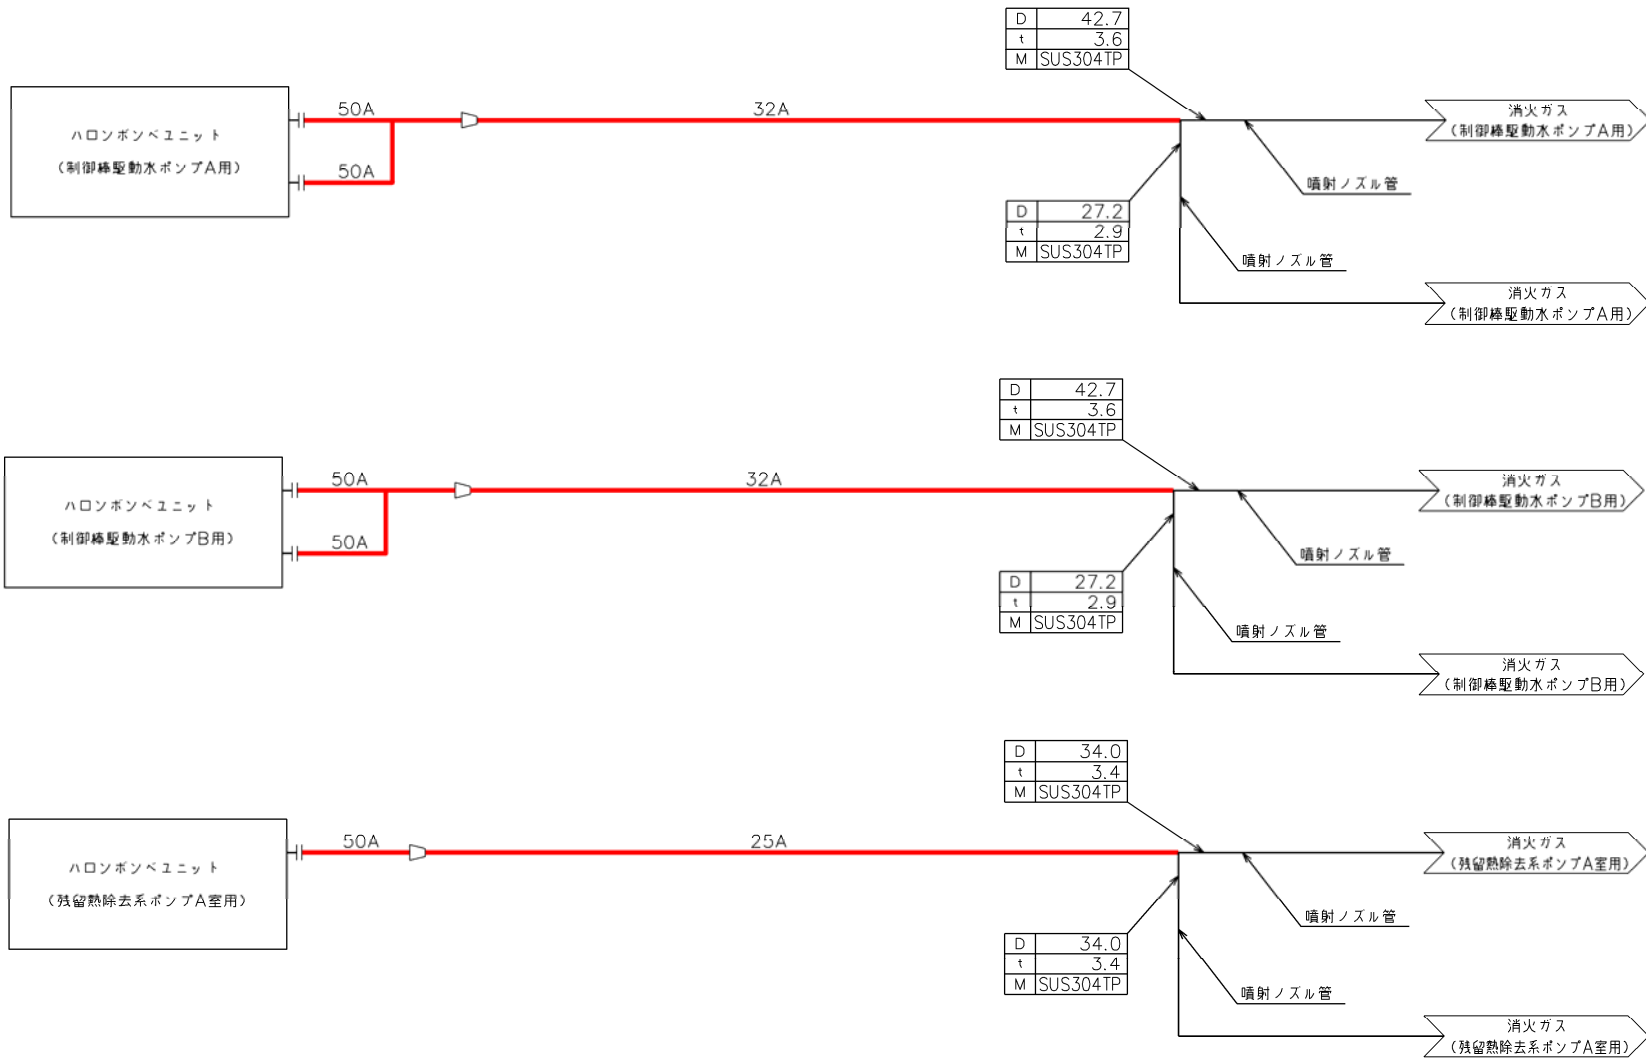 D 42.7
t 3.6
M SUS304TP
50A
32A
ハロンボンベユニット
(制御棒駆動水ポンプA用)
50A
消火ガス
(制御棒駆動水ポンプA用)
噴射ノズル管
D 27.2
t 2.9
M SUS304TP
噴射ノズル管
消火ガス
(制御棒駆動水ポンプA用)
D 42.7
t 3.6
M SUS304TP
50A
32A
ハロンボンベユニット
(制御棒駆動水ポンプB用)
50A
消火ガス
(制御棒駆動水ポンプB用)
噴射ノズル管
D 27.2
t 2.9
M SUS304TP
噴射ノズル管
消火ガス
(制御棒駆動水ポンプB用)
D 34.0
t 3.4
M SUS304TP
50A
25A
ハロンボンベユニット
(残留熱除去系ポンプA室用)
消火ガス
(残留熱除去系ポンプA室用)
噴射ノズル管
D 34.0
t 3.4
M SUS304TP
噴射ノズル管
消火ガス
(残留熱除去系ポンプA室用)